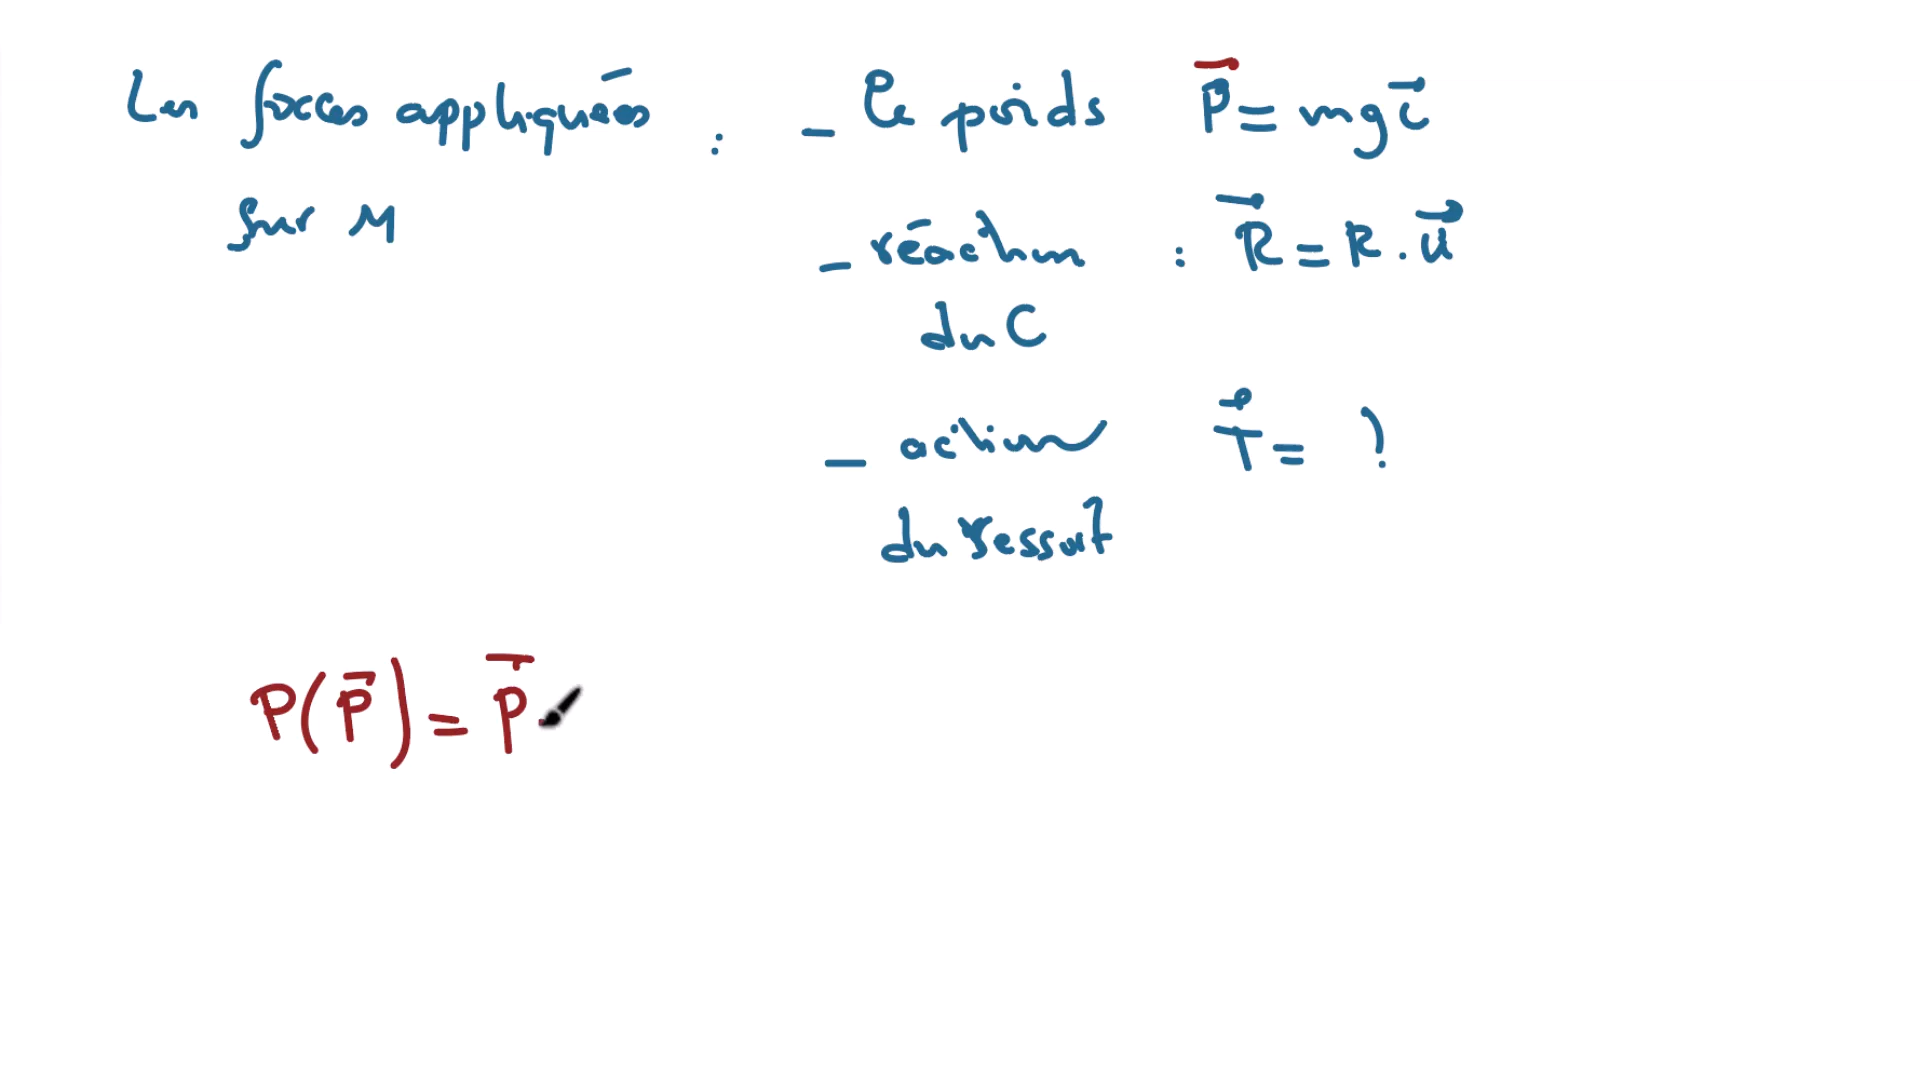 Les forces appliquées : - le poids P⃗ = mg i⃗
sur M
- réaction : R⃗ = R . u⃗
du C
- action T⃗ = ?
du ressort
P(P⃗) = P⃗ .